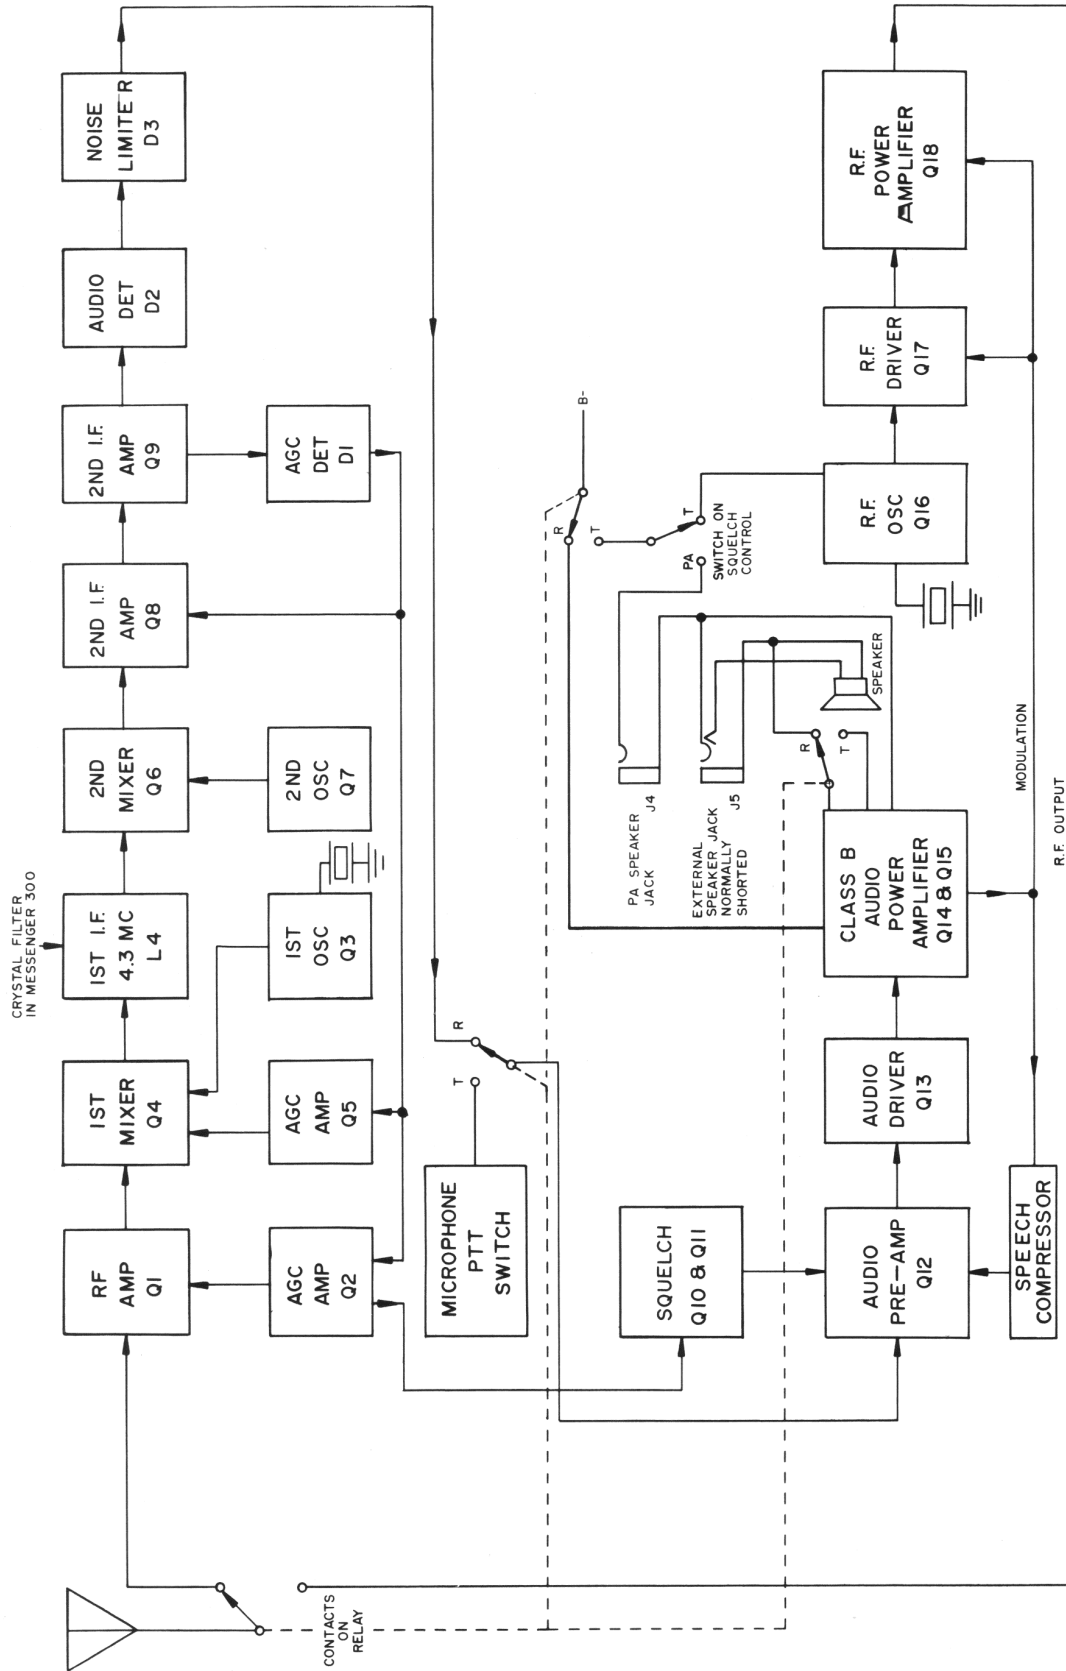 CRYSTAL FILTER
IN MESSENGER 300
RF
AMP
Q1
IST
MIXER
Q4
IST I.F.
4.3 MC
L4
2ND
MIXER
Q6
2ND I.F.
AMP
Q8
2ND I.F.
AMP
Q9
AUDIO
DET
D2
NOISE
LIMITER
D3
AGC
AMP
Q2
AGC
AMP
Q5
IST
OSC
Q3
2ND
OSC
Q7
AGC
DET
D1
CONTACTS
ON
RELAY
MICROPHONE
PTT
SWITCH
T
R
R
B-
T
PA
T
SWITCH ON
SQUELCH
CONTROL
PA SPEAKER
JACK
J4
EXTERNAL
SPEAKER JACK
NORMALLY
SHORTED
J5
R
T
SPEAKER
SQUELCH
Q10 & Q11
AUDIO
PRE-AMP
Q12
AUDIO
DRIVER
Q13
CLASS B
AUDIO
POWER
AMPLIFIER
Q14 & Q15
R.F.
OSC
Q16
R.F.
DRIVER
Q17
R.F.
POWER
AMPLIFIER
Q18
SPEECH
COMPRESSOR
MODULATION
R.F. OUTPUT